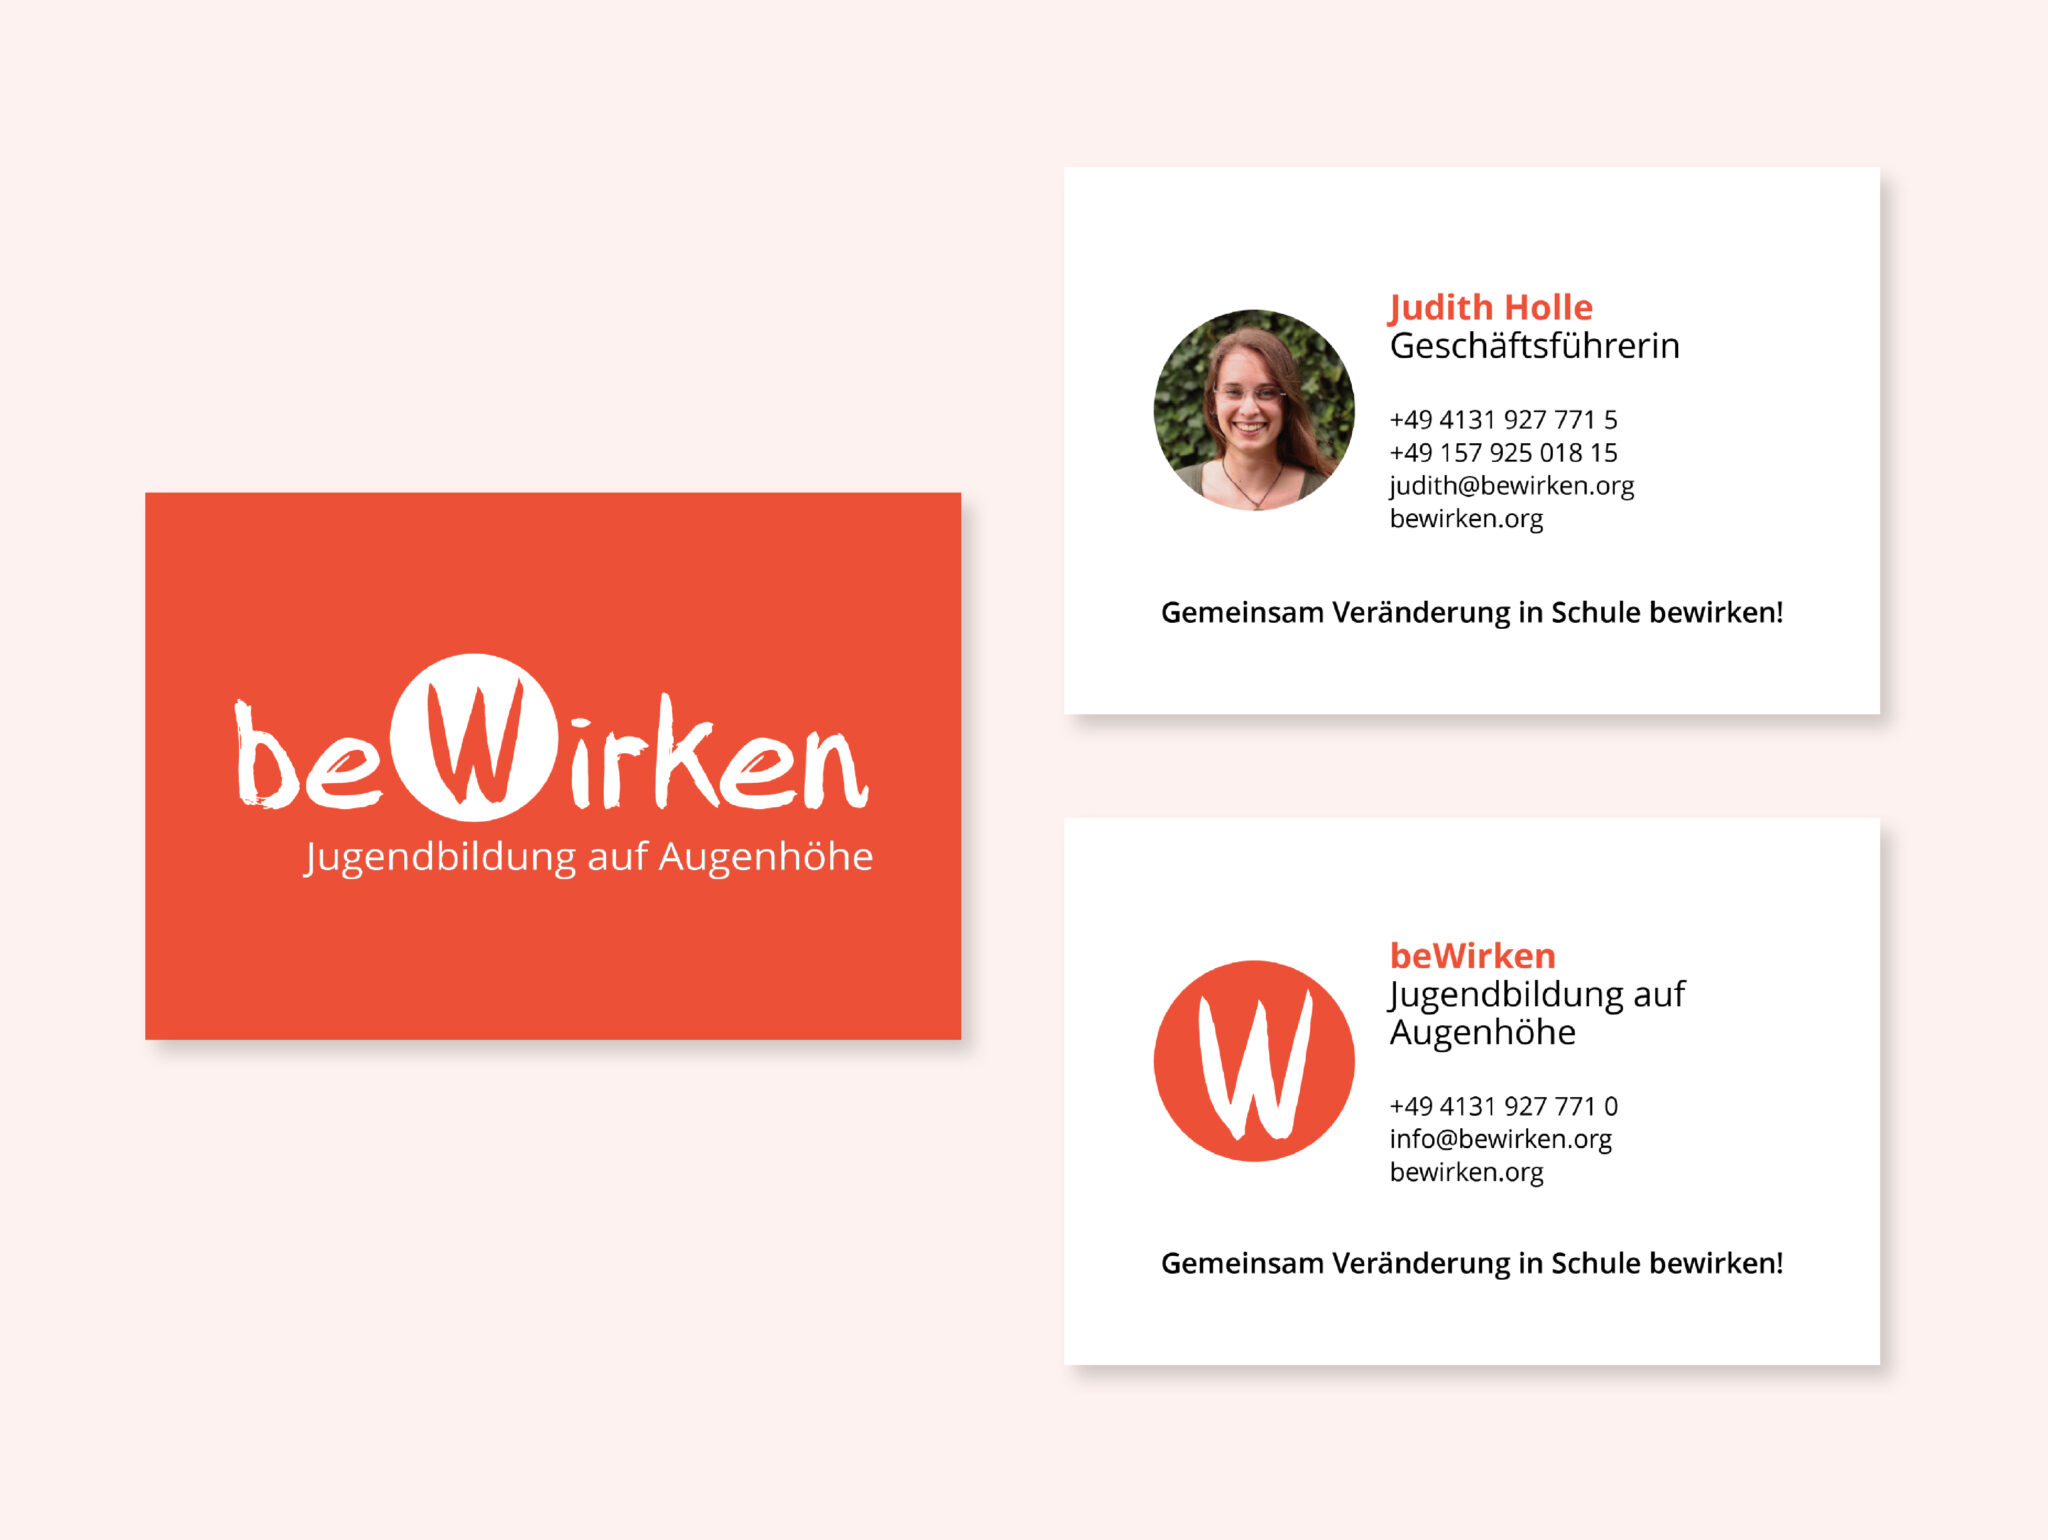 beWirken
Jugendbildung auf Augenhöhe
Judith Holle
Geschäftsführerin
+49 4131 927 771 5
+49 157 925 018 15
judith@bewirken.org
bewirken.org
Gemeinsam Veränderung in Schule bewirken!
W
beWirken
Jugendbildung auf
Augenhöhe
+49 4131 927 771 0
info@bewirken.org
bewirken.org
Gemeinsam Veränderung in Schule bewirken!